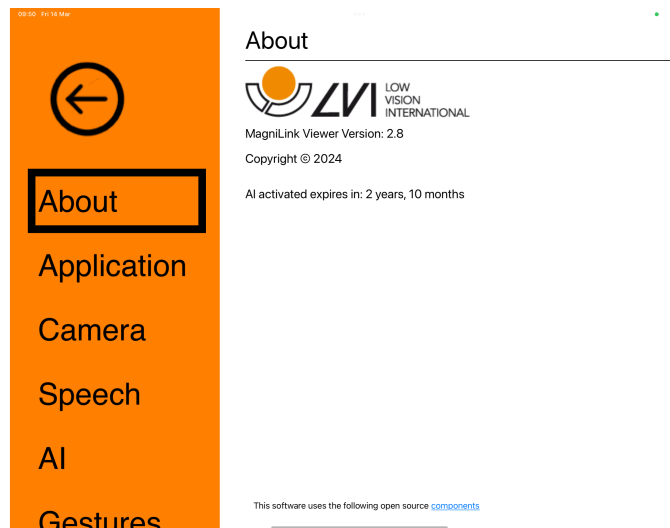 09:50 Fri 14 Mar
About
Application
Camera
Speech
AI
Gestures
About
LVI LOW
VISION
INTERNATIONAL
MagniLink Viewer Version: 2.8
Copyright © 2024
AI activated expires in: 2 years, 10 months
This software uses the following open source components